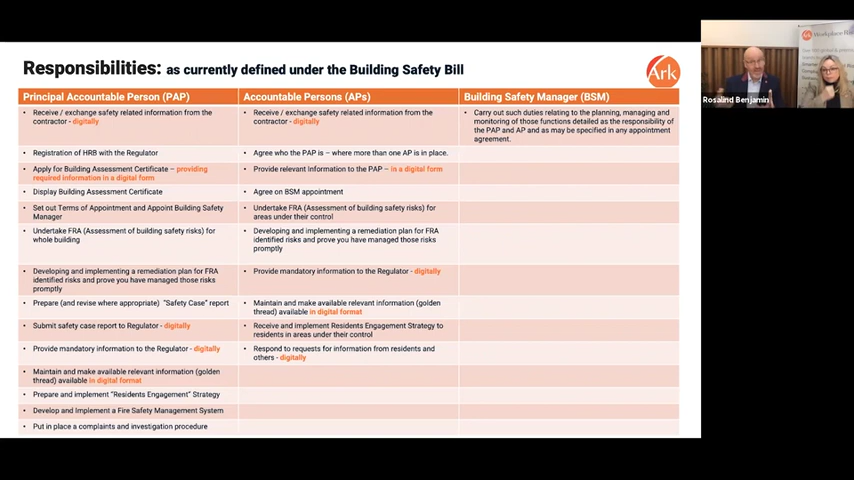 Responsibilities: as currently defined under the Building Safety Bill
Ark
Principal Accountable Person (PAP)
Accountable Persons (APs)
Building Safety Manager (BSM)
• Receive / exchange safety related information from the
contractor - digitally
• Receive / exchange safety related information from the
contractor - digitally
• Carry out such duties relating to the planning, managing and
monitoring of those functions detailed as the responsibility of
the PAP and AP and as may be specified in any appointment
agreement.
• Registration of HRB with the Regulator
• Agree who the PAP is – where more than one AP is in place.
• Apply for Building Assessment Certificate – providing
required information in a digital form
• Provide relevant Information to the PAP – in a digital form
• Display Building Assessment Certificate
• Agree on BSM appointment
• Set out Terms of Appointment and Appoint Building Safety
Manager
• Undertake FRA (Assessment of building safety risks) for
areas under their control
• Undertake FRA (Assessment of building safety risks) for
whole building
• Developing and implementing a remediation plan for FRA
identified risks and prove you have managed those risks
promptly
• Developing and implementing a remediation plan for FRA
identified risks and prove you have managed those risks
promptly
• Provide mandatory information to the Regulator - digitally
• Prepare (and revise where appropriate) "Safety Case" report
• Maintain and make available relevant information (golden
thread) available in digital format
• Submit safety case report to Regulator - digitally
• Receive and implement Residents Engagement Strategy to
residents in areas under their control
• Provide mandatory information to the Regulator - digitally
• Respond to requests for information from residents and
others - digitally
• Maintain and make available relevant information (golden
thread) available in digital format
• Prepare and implement "Residents Engagement" Strategy
• Develop and Implement a Fire Safety Management System
• Put in place a complaints and investigation procedure
Workplace
Rosalind Benjamin